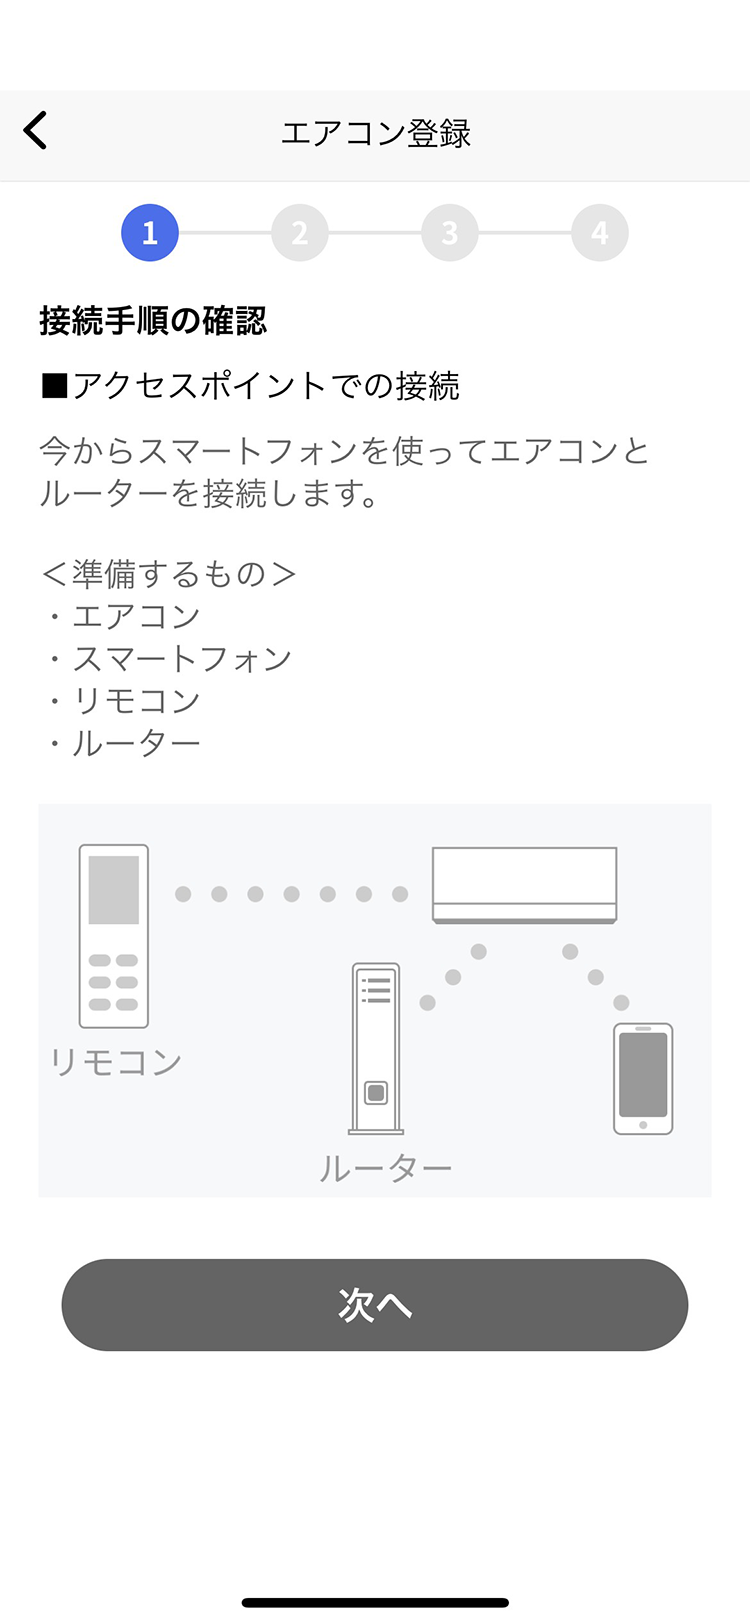 エアコン登録
1 2 3 4
接続手順の確認
■アクセスポイントでの接続
今からスマートフォンを使ってエアコンと
ルーターを接続します。
＜準備するもの＞
・エアコン
・スマートフォン
・リモコン
・ルーター
リモコン
ルーター
次へ